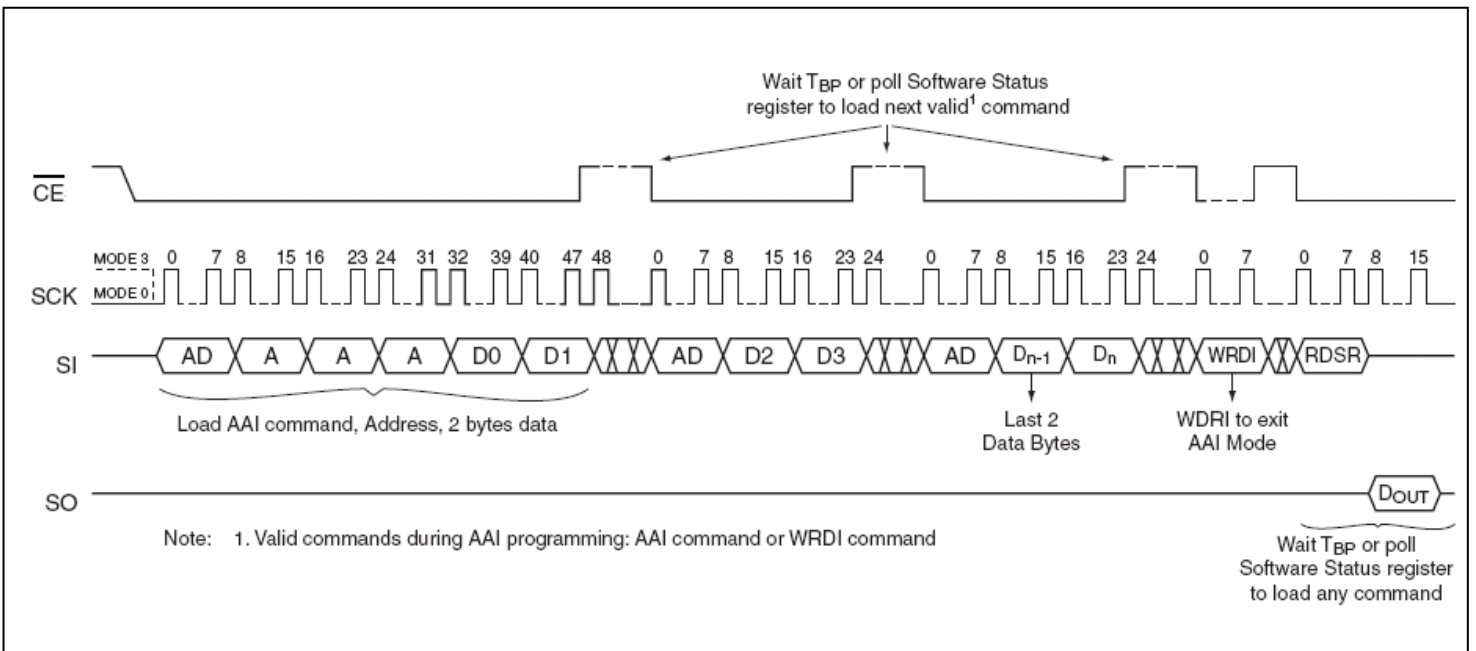 Wait TBP or poll Software Status
register to load next valid1 command
CE
MODE 3 0 7 8 15 16 23 24 31 32 39 40 47 48 0 7 8 15 16 23 24 0 7 8 15 16 23 24 0 7 0 7 8 15
MODE 0
SCK
SI AD A A A D0 D1 AD D2 D3 AD Dn-1 Dn WRDI RDSR
Load AAI command, Address, 2 bytes data
Last 2
Data Bytes
WDRI to exit
AAI Mode
SO DOUT
Note: 1. Valid commands during AAI programming: AAI command or WRDI command
Wait TBP or poll
Software Status register
to load any command